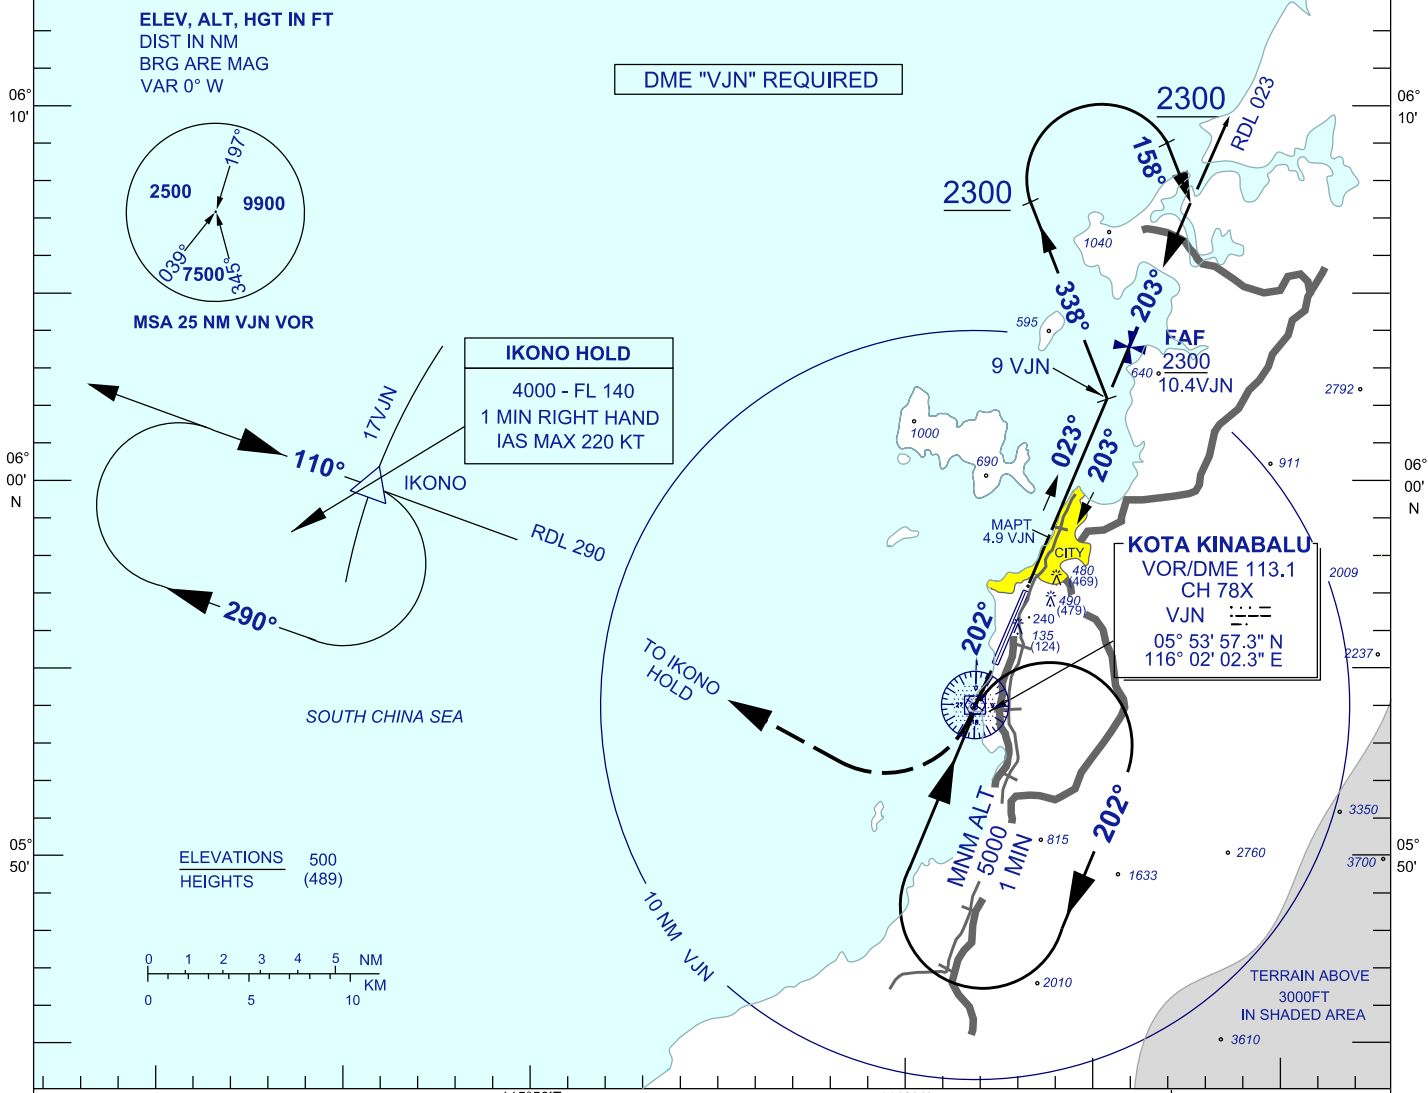 ELEV, ALT, HGT IN FT
DIST IN NM
BRG ARE MAG
VAR 0° W
DME "VJN" REQUIRED
06°
10'
06°
10'
2300
RDL 023
158°
2300
197°
2500
9900
039°
7500
345°
MSA 25 NM VJN VOR
1040
338°
203°
595
FAF
2300
10.4VJN
640
9 VJN
2792
IKONO HOLD
4000 - FL 140
1 MIN RIGHT HAND
IAS MAX 220 KT
17VJN
110°
IKONO
RDL 290
290°
1000
690
023°
203°
911
06°
00'
N
06°
00'
N
MAPT
4.9 VJN
CITY
480
(469)
490
(479)
240
135
(124)
KOTA KINABALU
VOR/DME 113.1
CH 78X
VJN
05° 53' 57.3" N
116° 02' 02.3" E
2009
2237
202°
TO IKONO
HOLD
SOUTH CHINA SEA
MNM ALT
5000
1 MIN
202°
815
1633
2760
3350
3700
05°
50'
05°
50'
ELEVATIONS 500
HEIGHTS (489)
10 NM VJN
0 1 2 3 4 5 NM
KM
0 5 10
2010
TERRAIN ABOVE
3000FT
IN SHADED AREA
3610